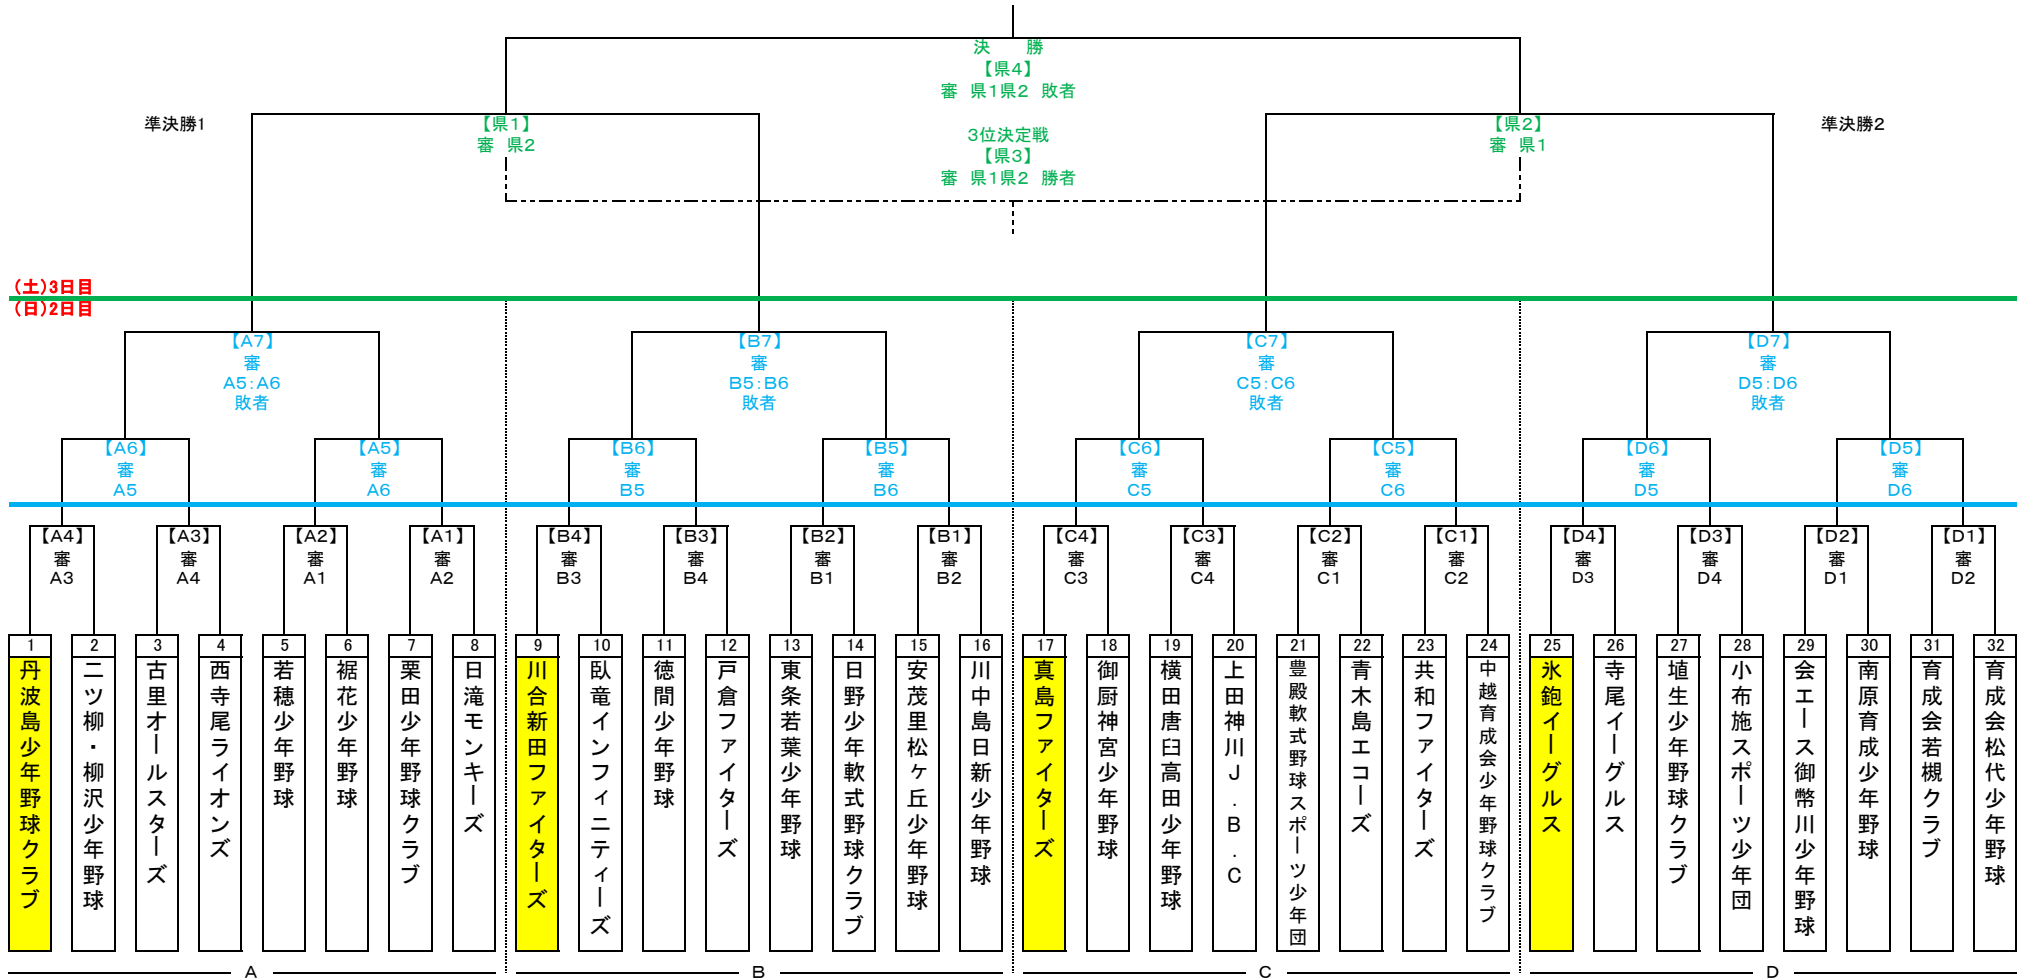 決　勝
【県4】
審 県1県2 敗者
準決勝1
【県1】
審 県2
3位決定戦
【県3】
審 県1県2 勝者
【県2】
審 県1
準決勝2
(土)3日目
(日)2日目
【A7】
審
A5:A6
敗者
【B7】
審
B5:B6
敗者
【C7】
審
C5:C6
敗者
【D7】
審
D5:D6
敗者
【A6】
審
A5
【A5】
審
A6
【B6】
審
B5
【B5】
審
B6
【C6】
審
C5
【C5】
審
C6
【D6】
審
D5
【D5】
審
D6
【A4】
審
A3
【A3】
審
A4
【A2】
審
A1
【A1】
審
A2
【B4】
審
B3
【B3】
審
B4
【B2】
審
B1
【B1】
審
B2
【C4】
審
C3
【C3】
審
C4
【C2】
審
C1
【C1】
審
C2
【D4】
審
D3
【D3】
審
D4
【D2】
審
D1
【D1】
審
D2
1
丹波島少年野球クラブ
2
二ツ柳・柳沢少年野球
3
古里オールスターズ
4
西寺尾ライオンズ
5
若穂少年野球
6
裾花少年野球
7
栗田少年野球クラブ
8
日滝モンキーズ
9
川合新田ファイターズ
10
臥竜インフィニティーズ
11
徳間少年野球
12
戸倉ファイターズ
13
東条若葉少年野球
14
日野少年軟式野球クラブ
15
安茂里松ヶ丘少年野球
16
川中島日新少年野球
17
真島ファイターズ
18
御厨神宮少年野球
19
横田唐臼高田少年野球
20
上田神川J.B.C
21
豊殿軟式野球スポーツ少年団
22
青木島エコーズ
23
共和ファイターズ
24
中越育成会少年野球クラブ
25
氷鉋イーグルス
26
寺尾イーグルス
27
埴生少年野球クラブ
28
小布施スポーツ少年団
29
会エース御幣川少年野球
30
南原育成少年野球
31
育成会若槻クラブ
32
育成会松代少年野球
A
B
C
D